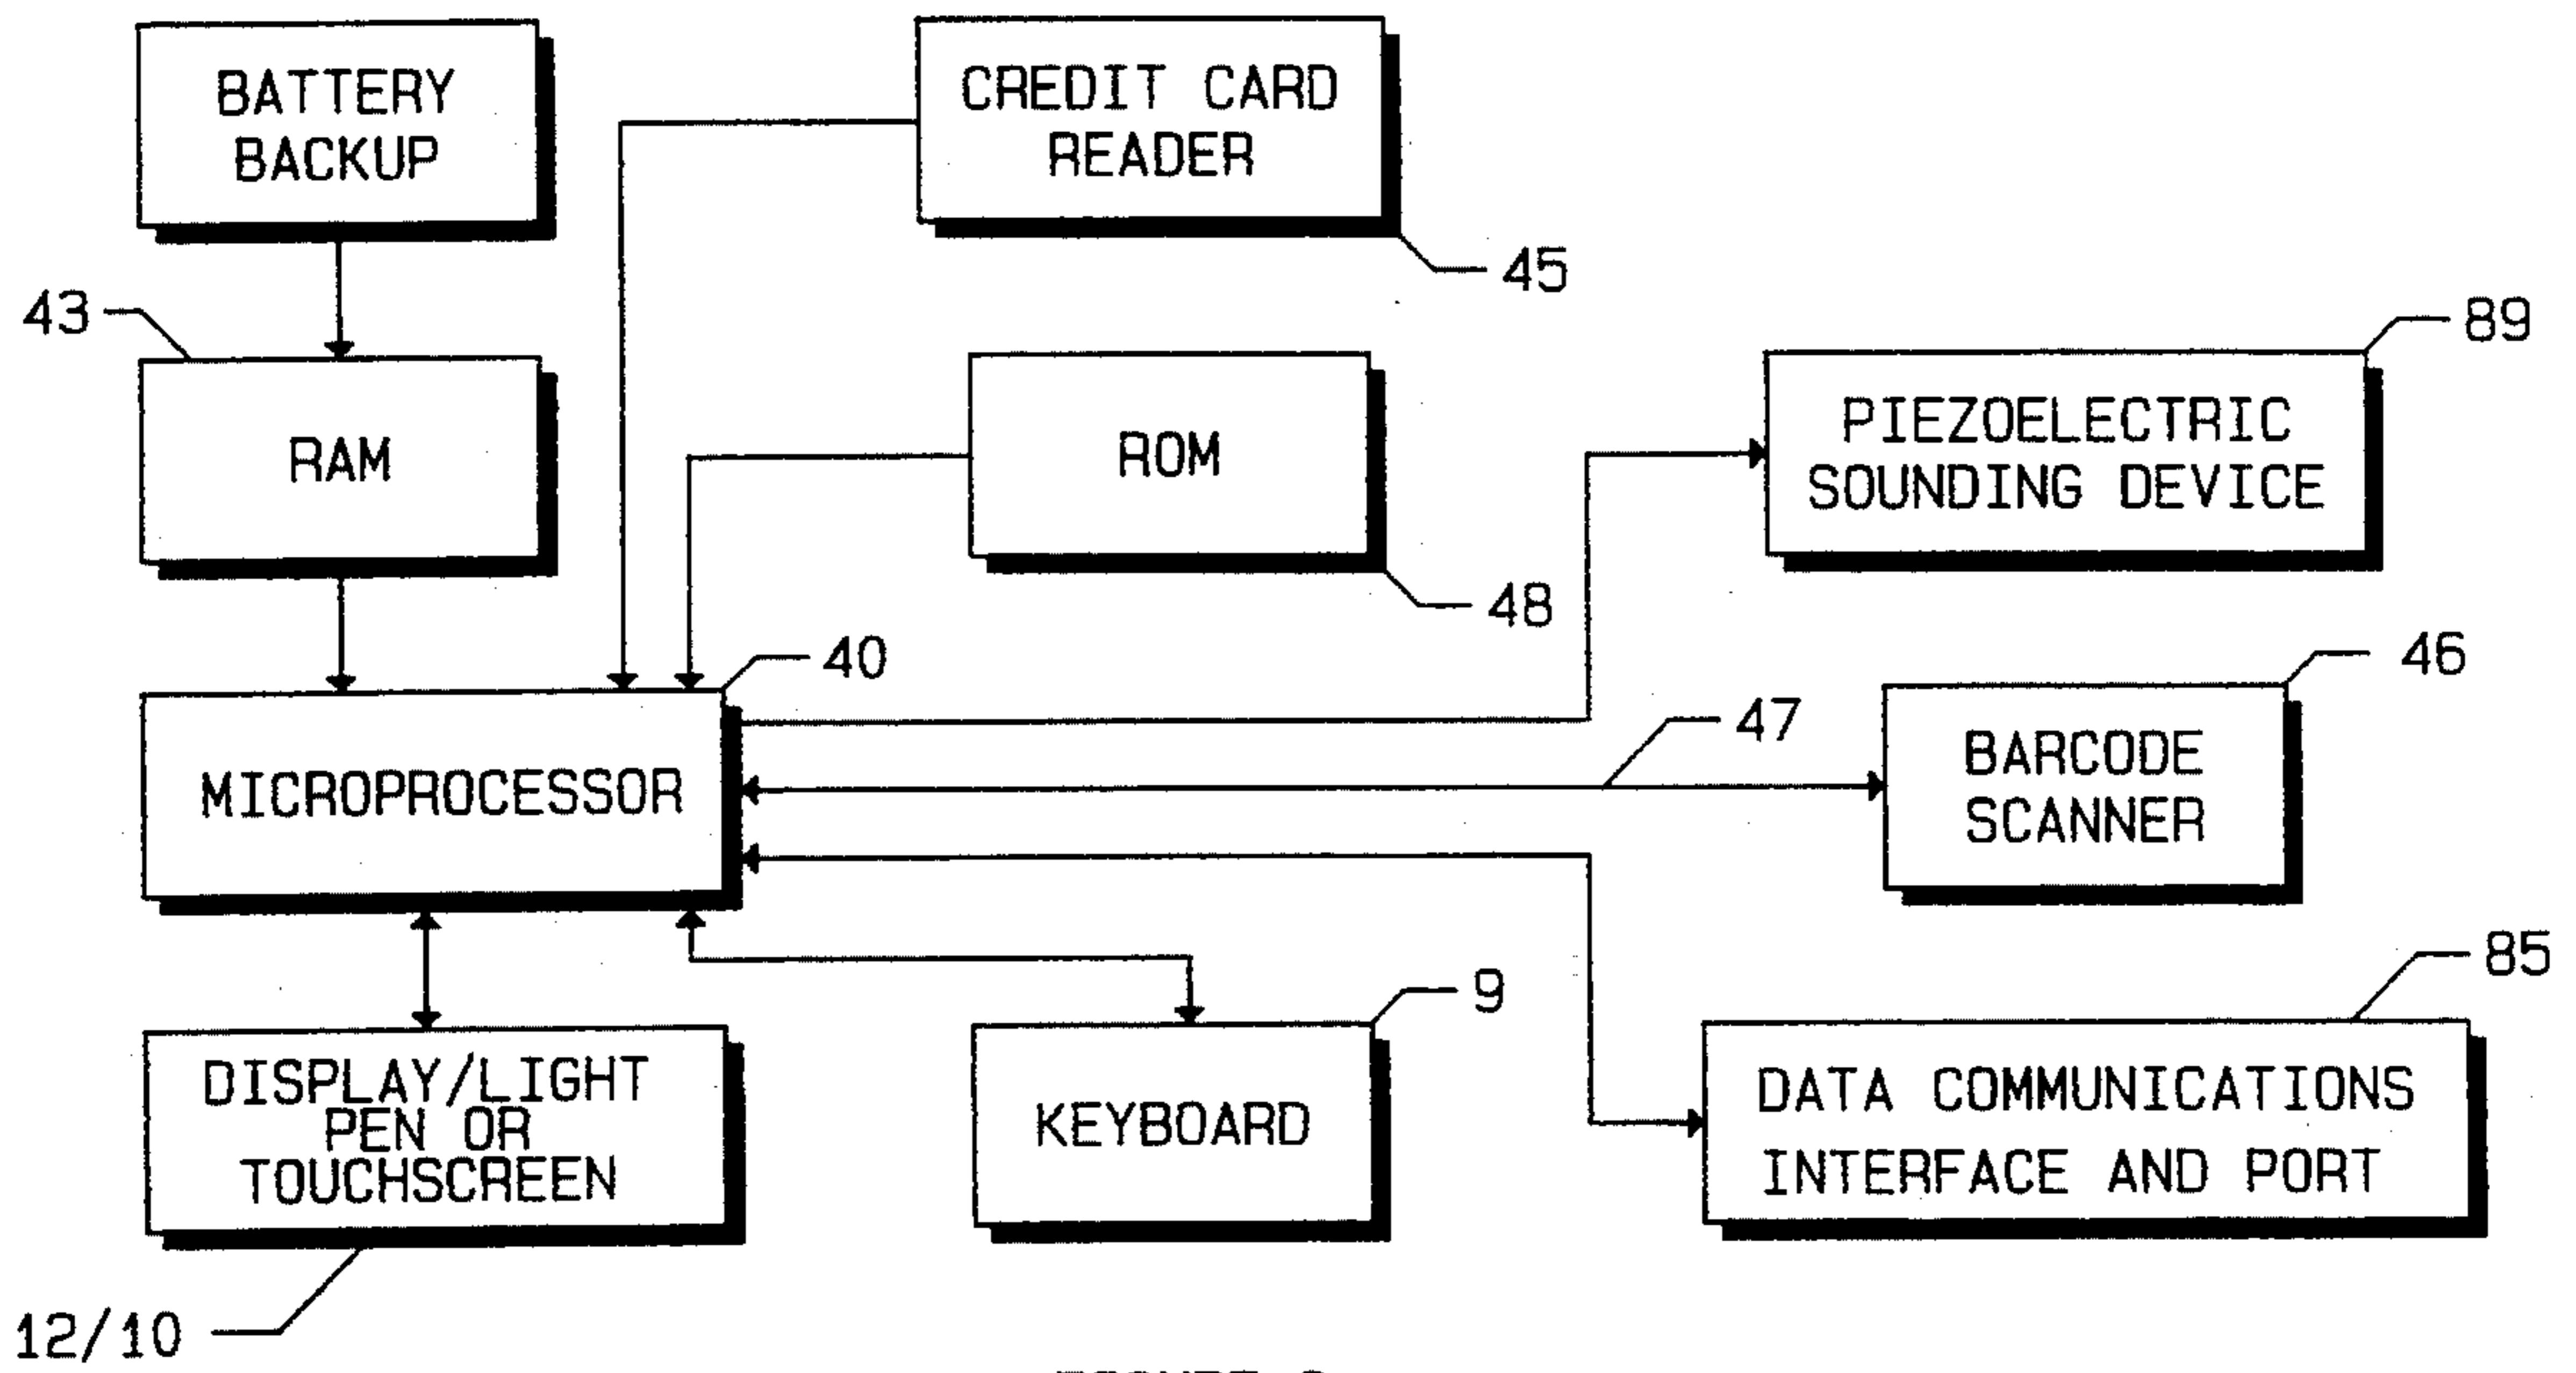 BATTERY
BACKUP
CREDIT CARD
READER
45
43
89
RAM
ROM
PIEZOELECTRIC
SOUNDING DEVICE
48
40
46
47
MICROPROCESSOR
BARCODE
SCANNER
85
9
DISPLAY/LIGHT
PEN OR
TOUCHSCREEN
KEYBOARD
DATA COMMUNICATIONS
INTERFACE AND PORT
12/10